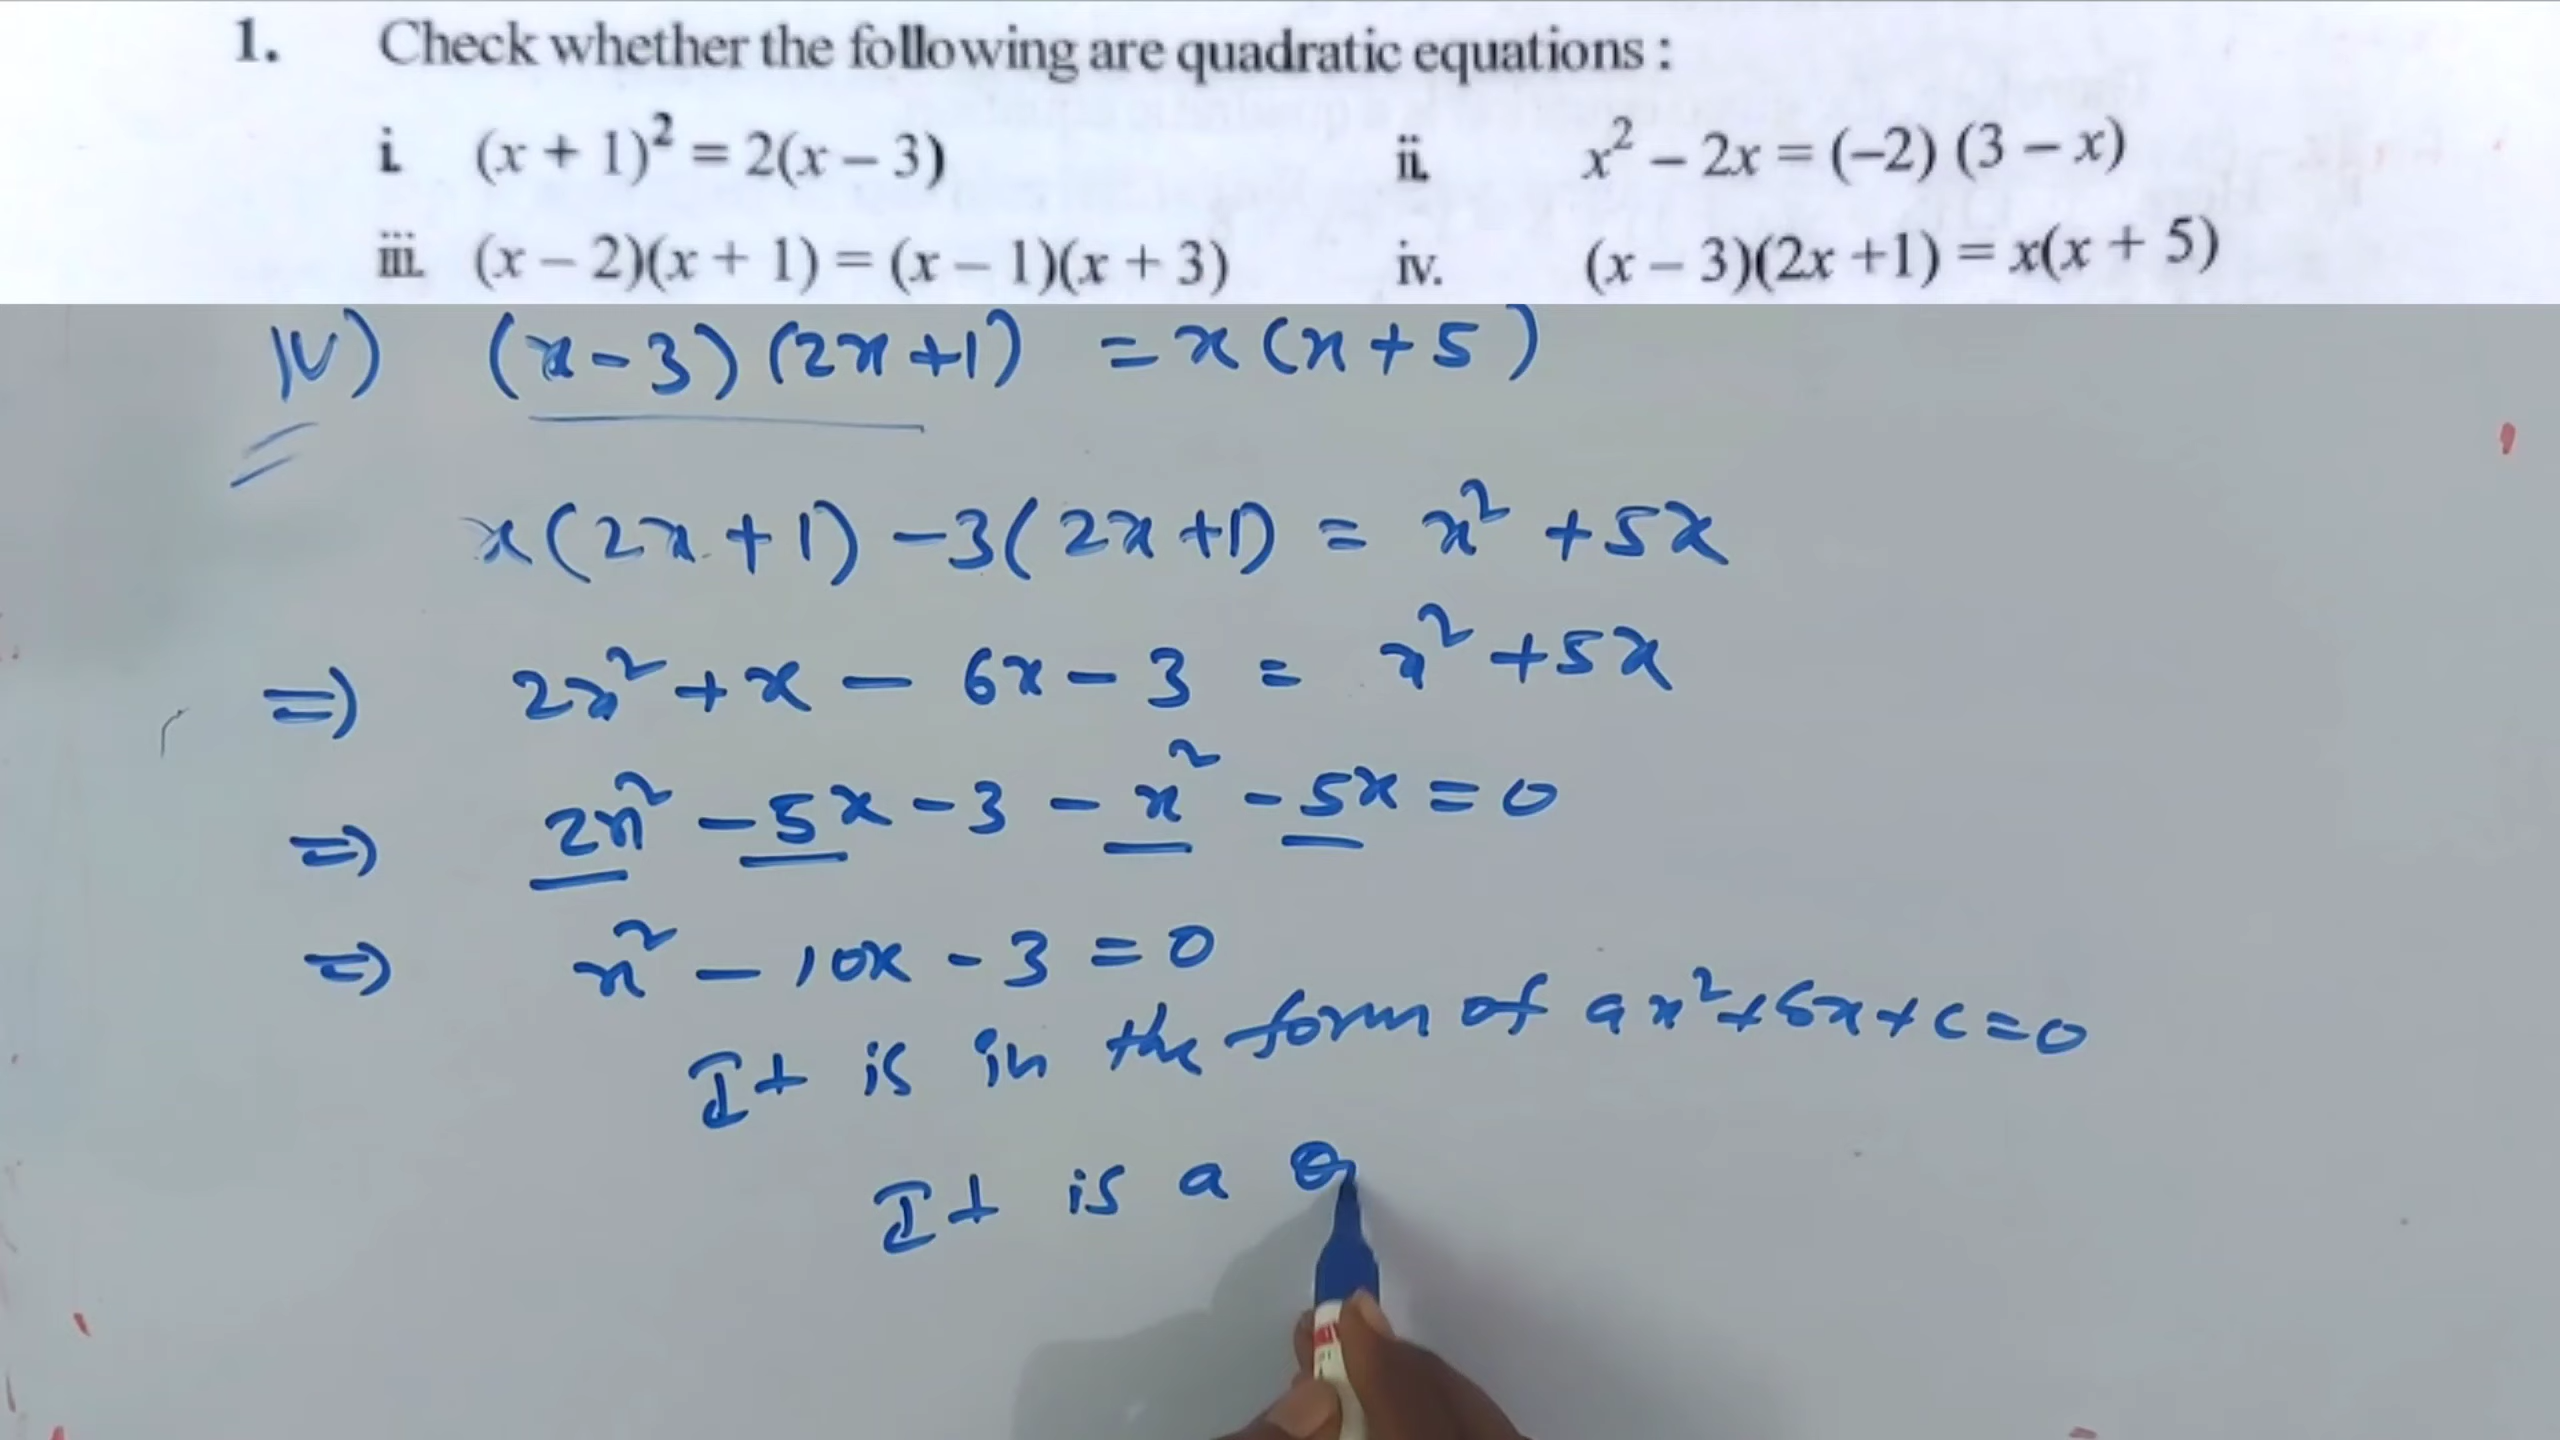 1. Check whether the following are quadratic equations :
i. (x + 1)² = 2(x – 3) ii. x² – 2x = (–2) (3 – x)
iii. (x – 2)(x + 1) = (x – 1)(x + 3) iv. (x – 3)(2x +1) = x(x + 5)
IV) (x-3) (2x+1) = x(x+5)
x(2x+1) -3(2x+1) = x² +5x
=> 2x² + x - 6x - 3 = x² +5x
=> 2x² - 5x - 3 - x² - 5x = 0
=> x² - 10x - 3 = 0
It is in the form of ax²+bx+c=0
It is a Q